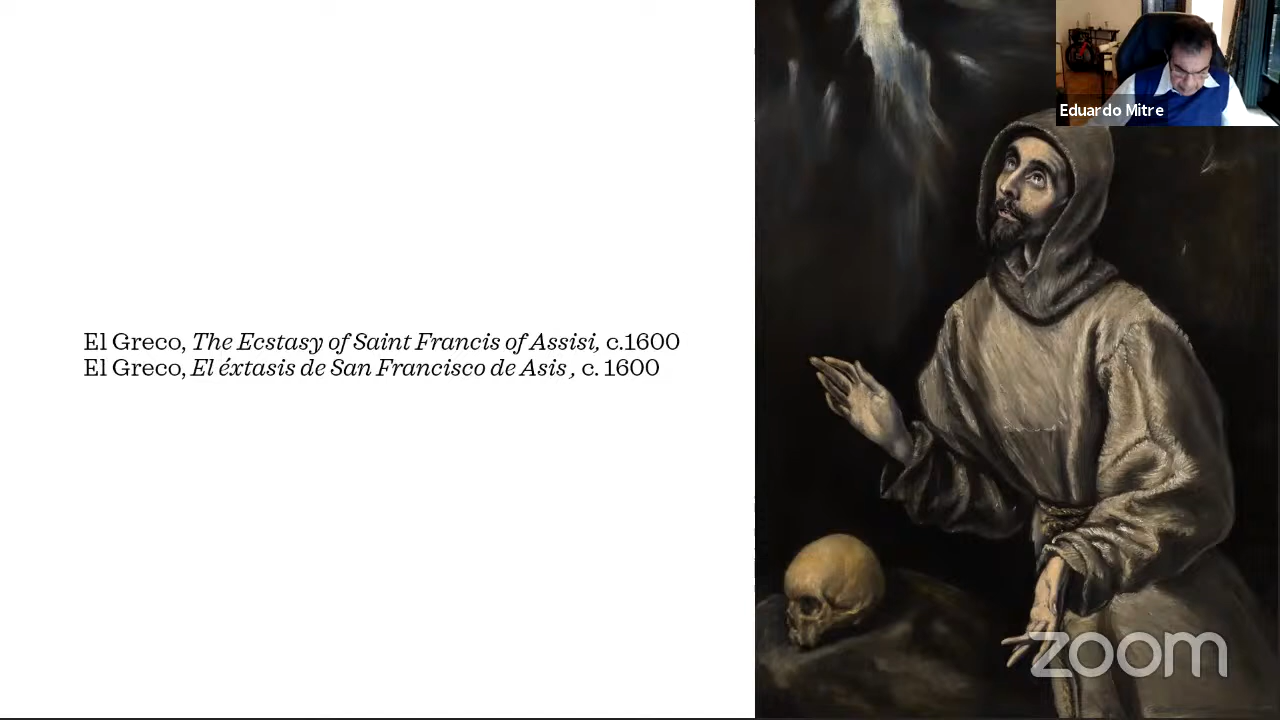 Eduardo Mitre
El Greco, The Ecstasy of Saint Francis of Assisi, c.1600
El Greco, El éxtasis de San Francisco de Asis, c. 1600
zoom